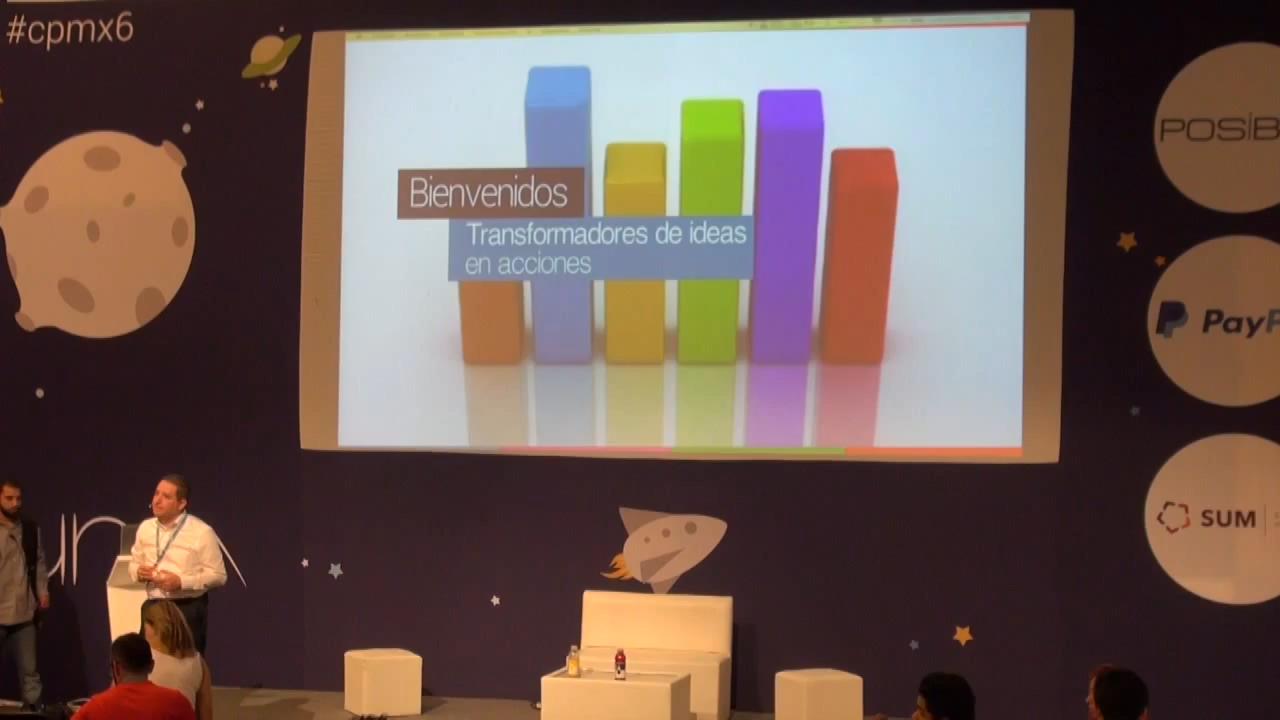 #cpmx6
Bienvenidos
Transformadores de ideas
en acciones
POSIB
PayP
SUM